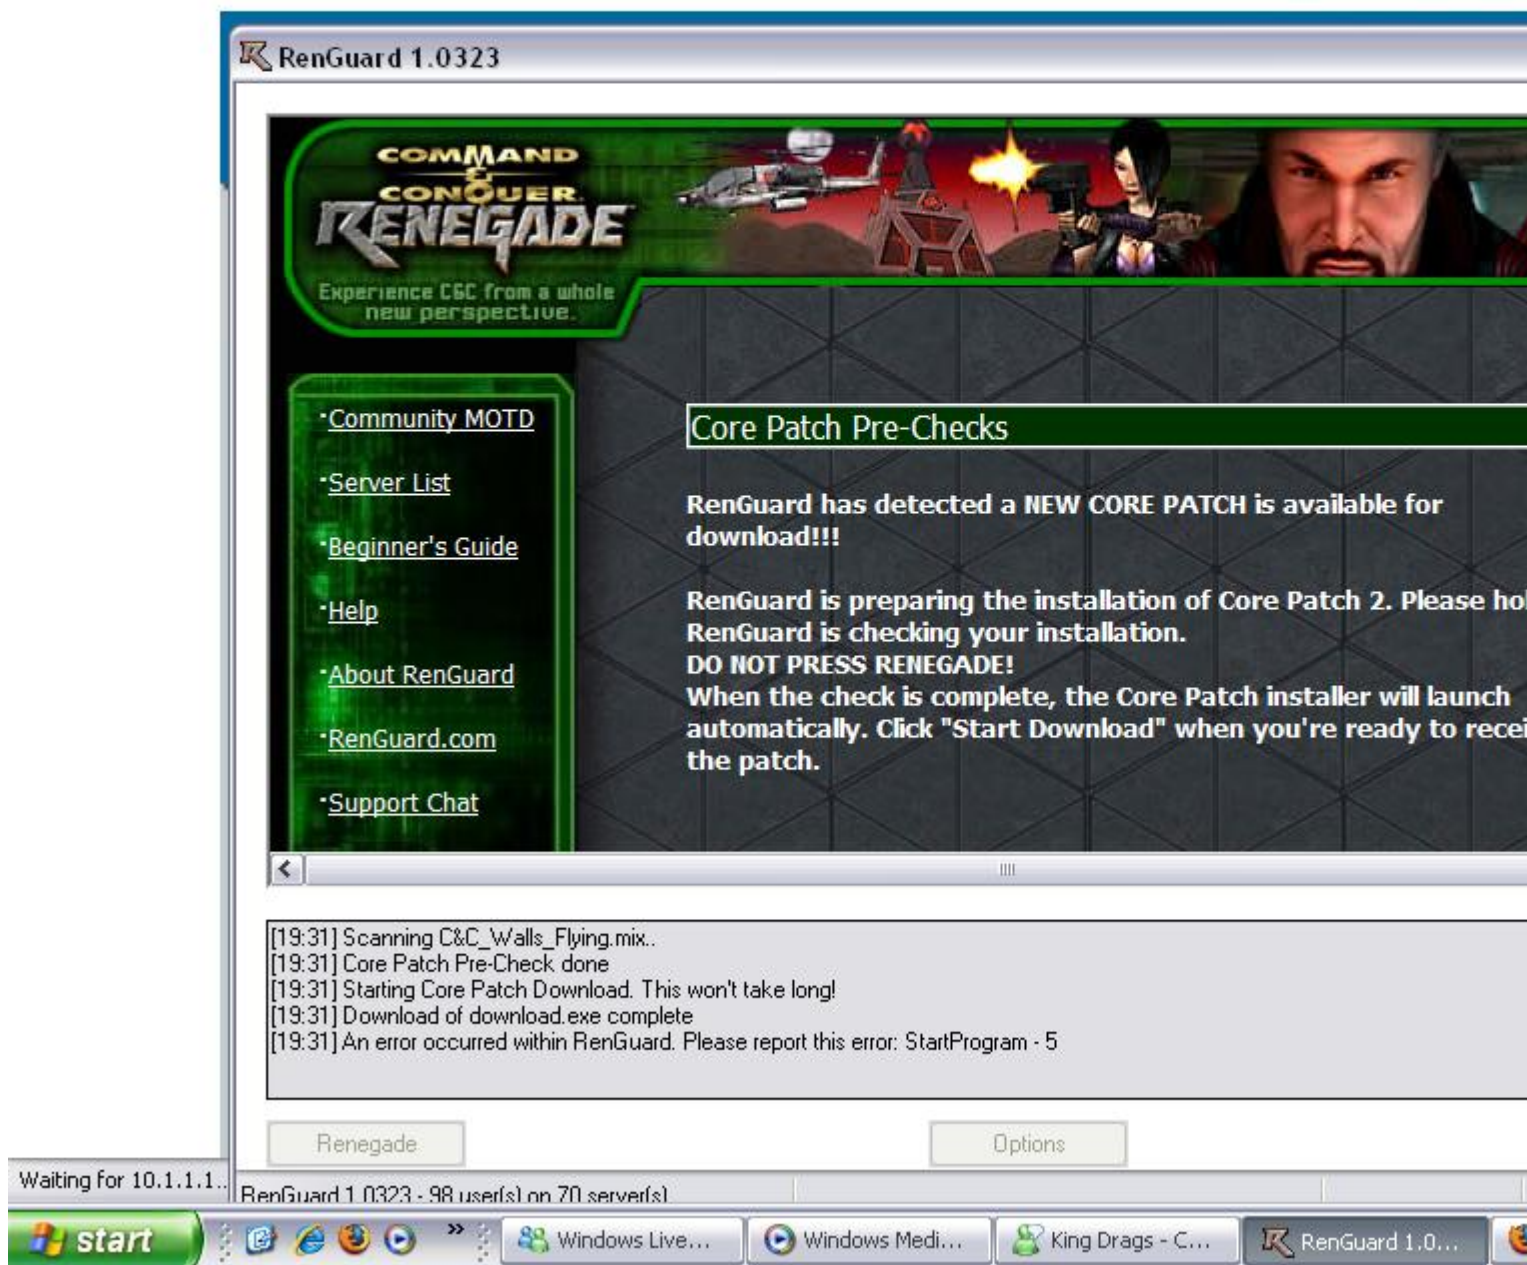 RenGuard 1.0323
COMMAND
&
CONQUER
RENEGADE
Experience C&C from a whole
new perspective.
·Community MOTD
·Server List
·Beginner's Guide
·Help
·About RenGuard
·RenGuard.com
·Support Chat
Core Patch Pre-Checks
RenGuard has detected a NEW CORE PATCH is available for
download!!!
RenGuard is preparing the installation of Core Patch 2. Please hol
RenGuard is checking your installation.
DO NOT PRESS RENEGADE!
When the check is complete, the Core Patch installer will launch
automatically. Click "Start Download" when you're ready to recei
the patch.
[19:31] Scanning C&C_Walls_Flying.mix..
[19:31] Core Patch Pre-Check done
[19:31] Starting Core Patch Download. This won't take long!
[19:31] Download of download.exe complete
[19:31] An error occurred within RenGuard. Please report this error: StartProgram - 5
Renegade
Options
Waiting for 10.1.1.1...
RenGuard 1.0323 - 98 user(s) on 70 server(s)
start
»
Windows Live...
Windows Medi...
King Drags - C...
RenGuard 1.0...